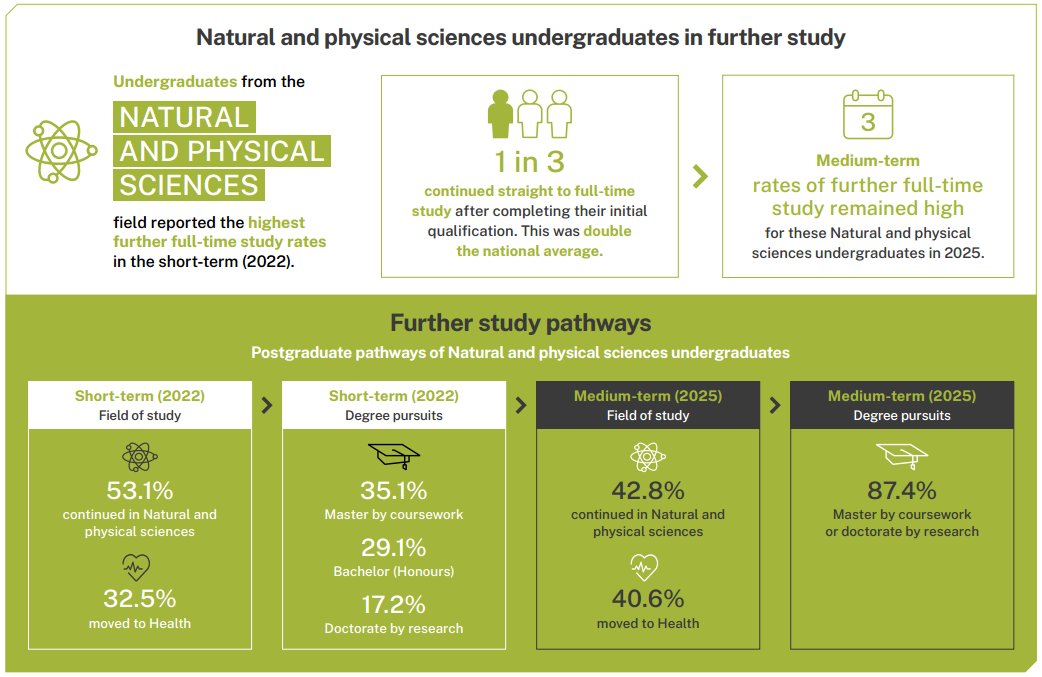 Natural and physical sciences undergraduates in further study
Undergraduates from the
NATURAL
AND PHYSICAL
SCIENCES
field reported the highest
further full-time study rates
in the short-term (2022).
1 in 3
continued straight to full-time
study after completing their initial
qualification. This was double
the national average.
3
Medium-term
rates of further full-time
study remained high
for these Natural and physical
sciences undergraduates in 2025.
Further study pathways
Postgraduate pathways of Natural and physical sciences undergraduates
Short-term (2022)
Field of study
53.1%
continued in Natural and
physical sciences
32.5%
moved to Health
Short-term (2022)
Degree pursuits
35.1%
Master by coursework
29.1%
Bachelor (Honours)
17.2%
Doctorate by research
Medium-term (2025)
Field of study
42.8%
continued in Natural and
physical sciences
40.6%
moved to Health
Medium-term (2025)
Degree pursuits
87.4%
Master by coursework
or doctorate by research